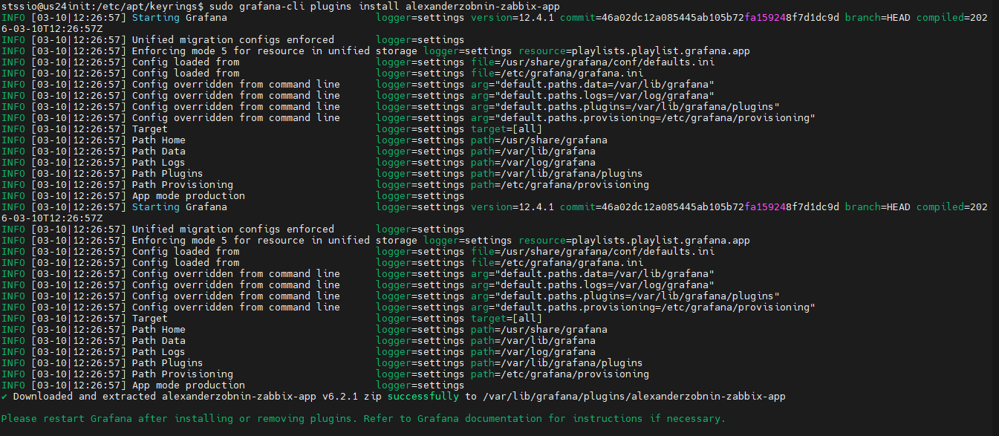 stssio@us24init:/etc/apt/keyrings$ sudo grafana-cli plugins install alexanderzobnin-zabbix-app
INFO [03-10|12:26:57] Starting Grafana                         logger=settings version=12.4.1 commit=46a02dc12a085445ab105b72fa159248f7d1dc9d branch=HEAD compiled=202
6-03-10T12:26:57Z
INFO [03-10|12:26:57] Unified migration configs enforced       logger=settings
INFO [03-10|12:26:57] Enforcing mode 5 for resource in unified storage logger=settings resource=playlists.playlist.grafana.app
INFO [03-10|12:26:57] Config loaded from                       logger=settings file=/usr/share/grafana/conf/defaults.ini
INFO [03-10|12:26:57] Config loaded from                       logger=settings file=/etc/grafana/grafana.ini
INFO [03-10|12:26:57] Config overridden from command line      logger=settings arg="default.paths.data=/var/lib/grafana"
INFO [03-10|12:26:57] Config overridden from command line      logger=settings arg="default.paths.logs=/var/log/grafana"
INFO [03-10|12:26:57] Config overridden from command line      logger=settings arg="default.paths.plugins=/var/lib/grafana/plugins"
INFO [03-10|12:26:57] Config overridden from command line      logger=settings arg="default.paths.provisioning=/etc/grafana/provisioning"
INFO [03-10|12:26:57] Target                                   logger=settings target=[all]
INFO [03-10|12:26:57] Path Home                                logger=settings path=/usr/share/grafana
INFO [03-10|12:26:57] Path Data                                logger=settings path=/var/lib/grafana
INFO [03-10|12:26:57] Path Logs                                logger=settings path=/var/log/grafana
INFO [03-10|12:26:57] Path Plugins                             logger=settings path=/var/lib/grafana/plugins
INFO [03-10|12:26:57] Path Provisioning                        logger=settings path=/etc/grafana/provisioning
INFO [03-10|12:26:57] App mode production                      logger=settings
INFO [03-10|12:26:57] Starting Grafana                         logger=settings version=12.4.1 commit=46a02dc12a085445ab105b72fa159248f7d1dc9d branch=HEAD compiled=202
6-03-10T12:26:57Z
INFO [03-10|12:26:57] Unified migration configs enforced       logger=settings
INFO [03-10|12:26:57] Enforcing mode 5 for resource in unified storage logger=settings resource=playlists.playlist.grafana.app
INFO [03-10|12:26:57] Config loaded from                       logger=settings file=/usr/share/grafana/conf/defaults.ini
INFO [03-10|12:26:57] Config loaded from                       logger=settings file=/etc/grafana/grafana.ini
INFO [03-10|12:26:57] Config overridden from command line      logger=settings arg="default.paths.data=/var/lib/grafana"
INFO [03-10|12:26:57] Config overridden from command line      logger=settings arg="default.paths.logs=/var/log/grafana"
INFO [03-10|12:26:57] Config overridden from command line      logger=settings arg="default.paths.plugins=/var/lib/grafana/plugins"
INFO [03-10|12:26:57] Config overridden from command line      logger=settings arg="default.paths.provisioning=/etc/grafana/provisioning"
INFO [03-10|12:26:57] Target                                   logger=settings target=[all]
INFO [03-10|12:26:57] Path Home                                logger=settings path=/usr/share/grafana
INFO [03-10|12:26:57] Path Data                                logger=settings path=/var/lib/grafana
INFO [03-10|12:26:57] Path Logs                                logger=settings path=/var/log/grafana
INFO [03-10|12:26:57] Path Plugins                             logger=settings path=/var/lib/grafana/plugins
INFO [03-10|12:26:57] Path Provisioning                        logger=settings path=/etc/grafana/provisioning
INFO [03-10|12:26:57] App mode production                      logger=settings
✔ Downloaded and extracted alexanderzobnin-zabbix-app v6.2.1 zip successfully to /var/lib/grafana/plugins/alexanderzobnin-zabbix-app
Please restart Grafana after installing or removing plugins. Refer to Grafana documentation for instructions if necessary.